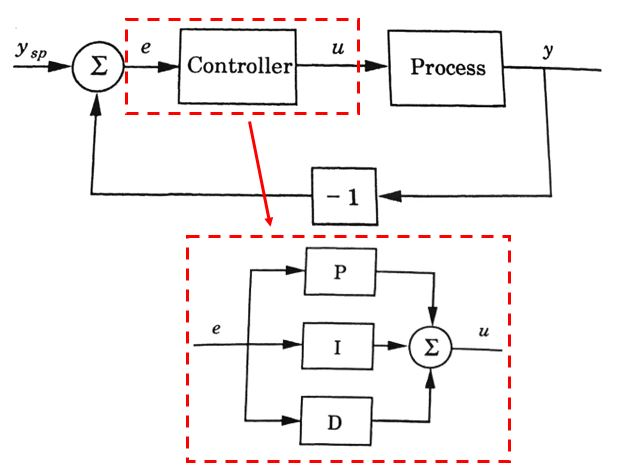 y_sp Σ e Controller u Process y
− 1
P
e I Σ u
D